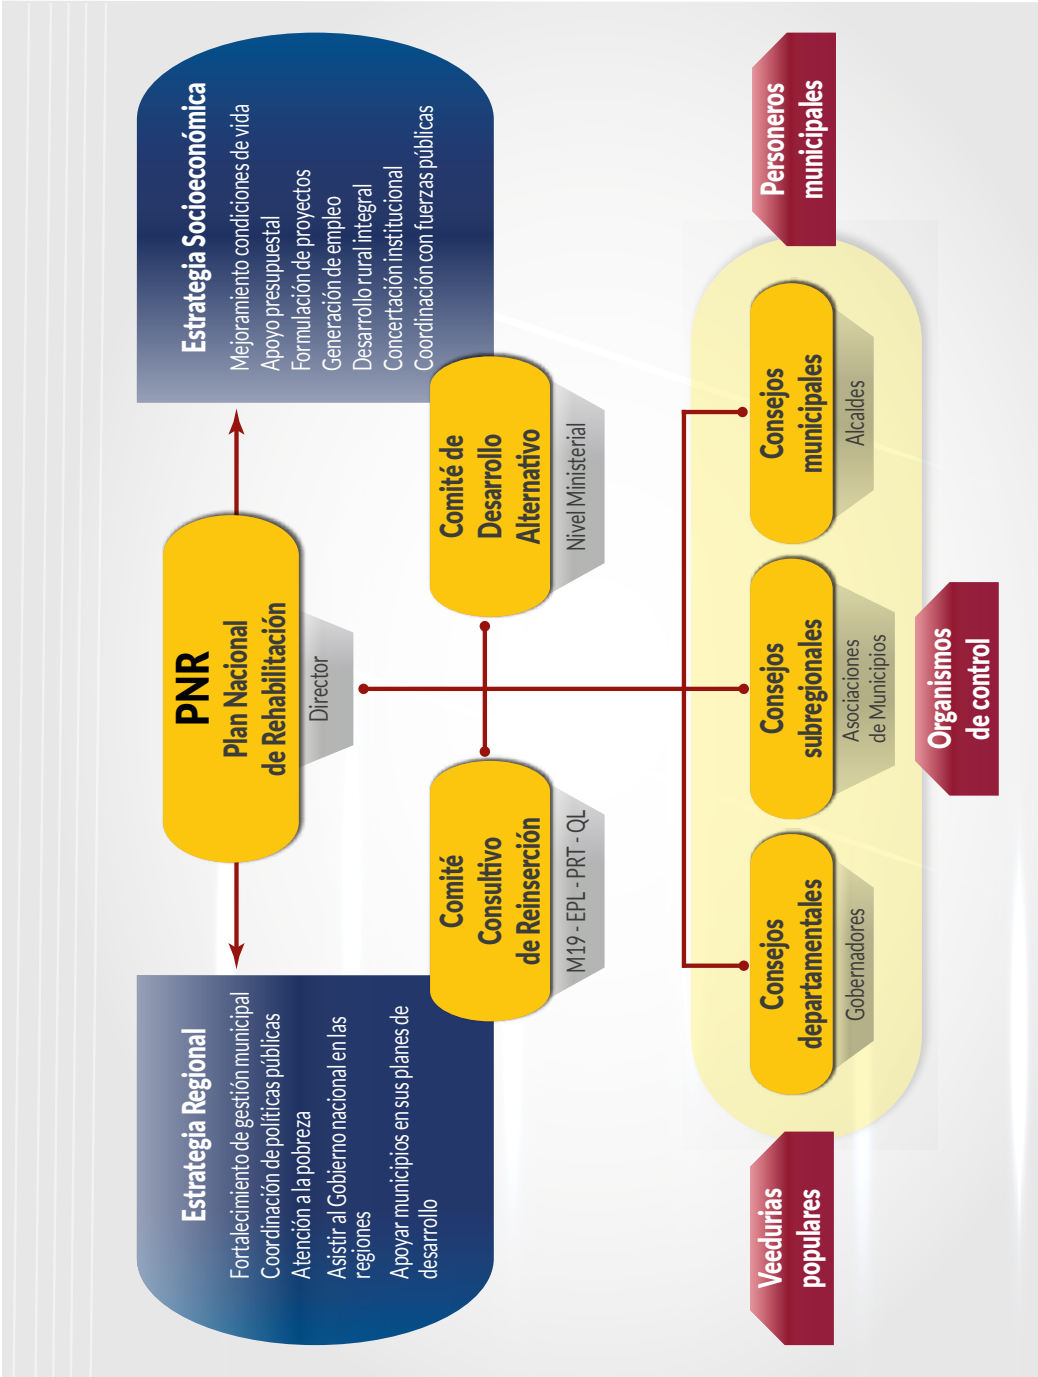 PNR
Plan Nacional
de Rehabilitación
Director
Estrategia Regional
Fortalecimiento de gestión municipal
Coordinación de políticas públicas
Atención a la pobreza
Asistir al Gobierno nacional en las
regiones
Apoyar municipios en sus planes de
desarrollo
Estrategia Socioeconómica
Mejoramiento condiciones de vida
Apoyo presupuestal
Formulación de proyectos
Generación de empleo
Desarrollo rural integral
Concertación institucional
Coordinación con fuerzas públicas
Comité
Consultivo
de Reinserción
M19 - EPL - PRT - QL
Comité de
Desarrollo
Alternativo
Nivel Ministerial
Veedurias
populares
Consejos
departamentales
Gobernadores
Consejos
subregionales
Asociaciones
de Municipios
Consejos
municipales
Alcaldes
Personeros
municipales
Organismos
de control